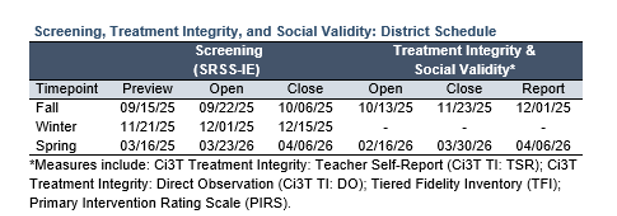 Screening, Treatment Integrity, and Social Validity: District Schedule
Screening (SRSS-IE) Treatment Integrity & Social Validity*
Timepoint Preview Open Close Open Close Report
Fall 09/15/25 09/22/25 10/06/25 10/13/25 11/23/25 12/01/25
Winter 11/21/25 12/01/25 12/15/25 - - -
Spring 03/16/25 03/23/26 04/06/26 02/16/26 03/30/26 04/06/26
*Measures include: Ci3T Treatment Integrity: Teacher Self-Report (Ci3T TI: TSR); Ci3T
Treatment Integrity: Direct Observation (Ci3T TI: DO); Tiered Fidelity Inventory (TFI);
Primary Intervention Rating Scale (PIRS).